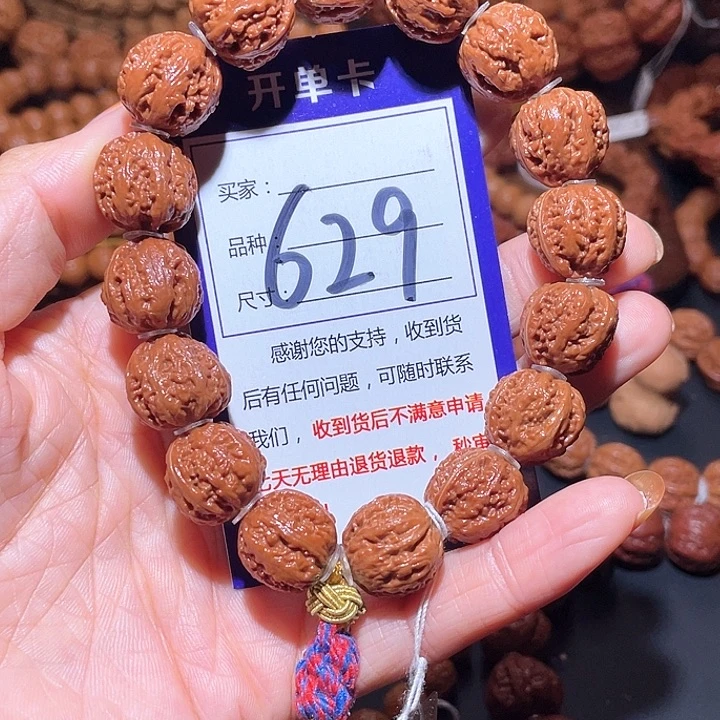 开单卡
买家：
品种：
尺寸：
629
感谢您的支持，收到货
后有任何问题，可随时联系
我们，收到货后不满意申请
七天无理由退货退款，秒申